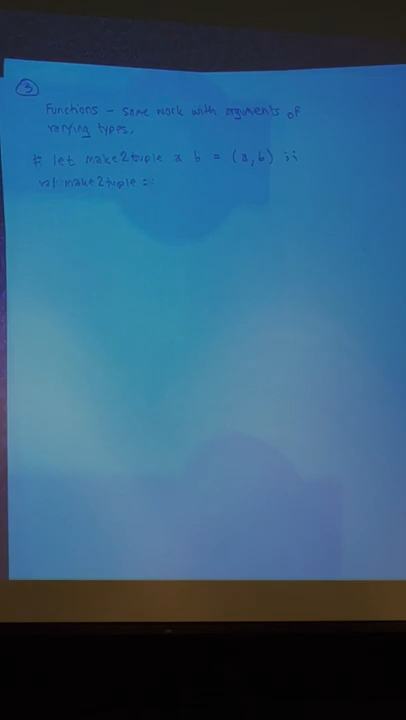 3
Functions - some work with arguments of
varying types.
# let make2tuple a b = (a,b) ;;
val make2tuple :